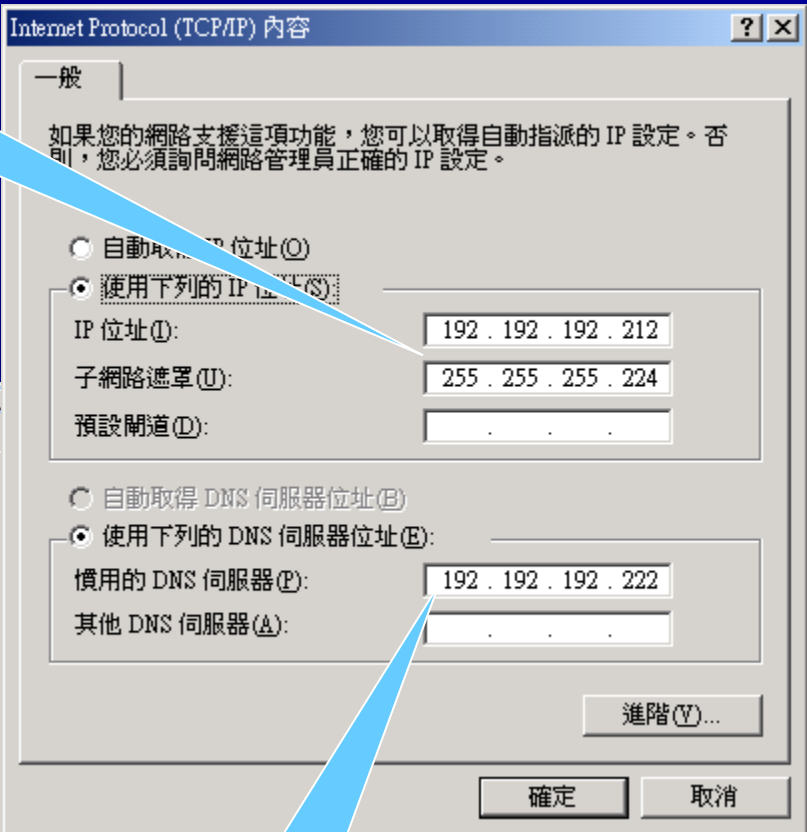 Internet Protocol (TCP/IP) 內容
一般
如果您的網路支援這項功能，您可以取得自動指派的 IP 設定。否
則，您必須詢問網路管理員正確的 IP 設定。
自動取 位址(O)
使用下列的 IP 位址(S):
IP 位址(I): 192 . 192 . 192 . 212
子網路遮罩(U): 255 . 255 . 255 . 224
預設閘道(D): . . .
自動取得 DNS 伺服器位址(B)
使用下列的 DNS 伺服器位址(E):
慣用的 DNS 伺服器(P): 192 . 192 . 192 . 222
其他 DNS 伺服器(A): . . .
進階(V)...
確定 取消